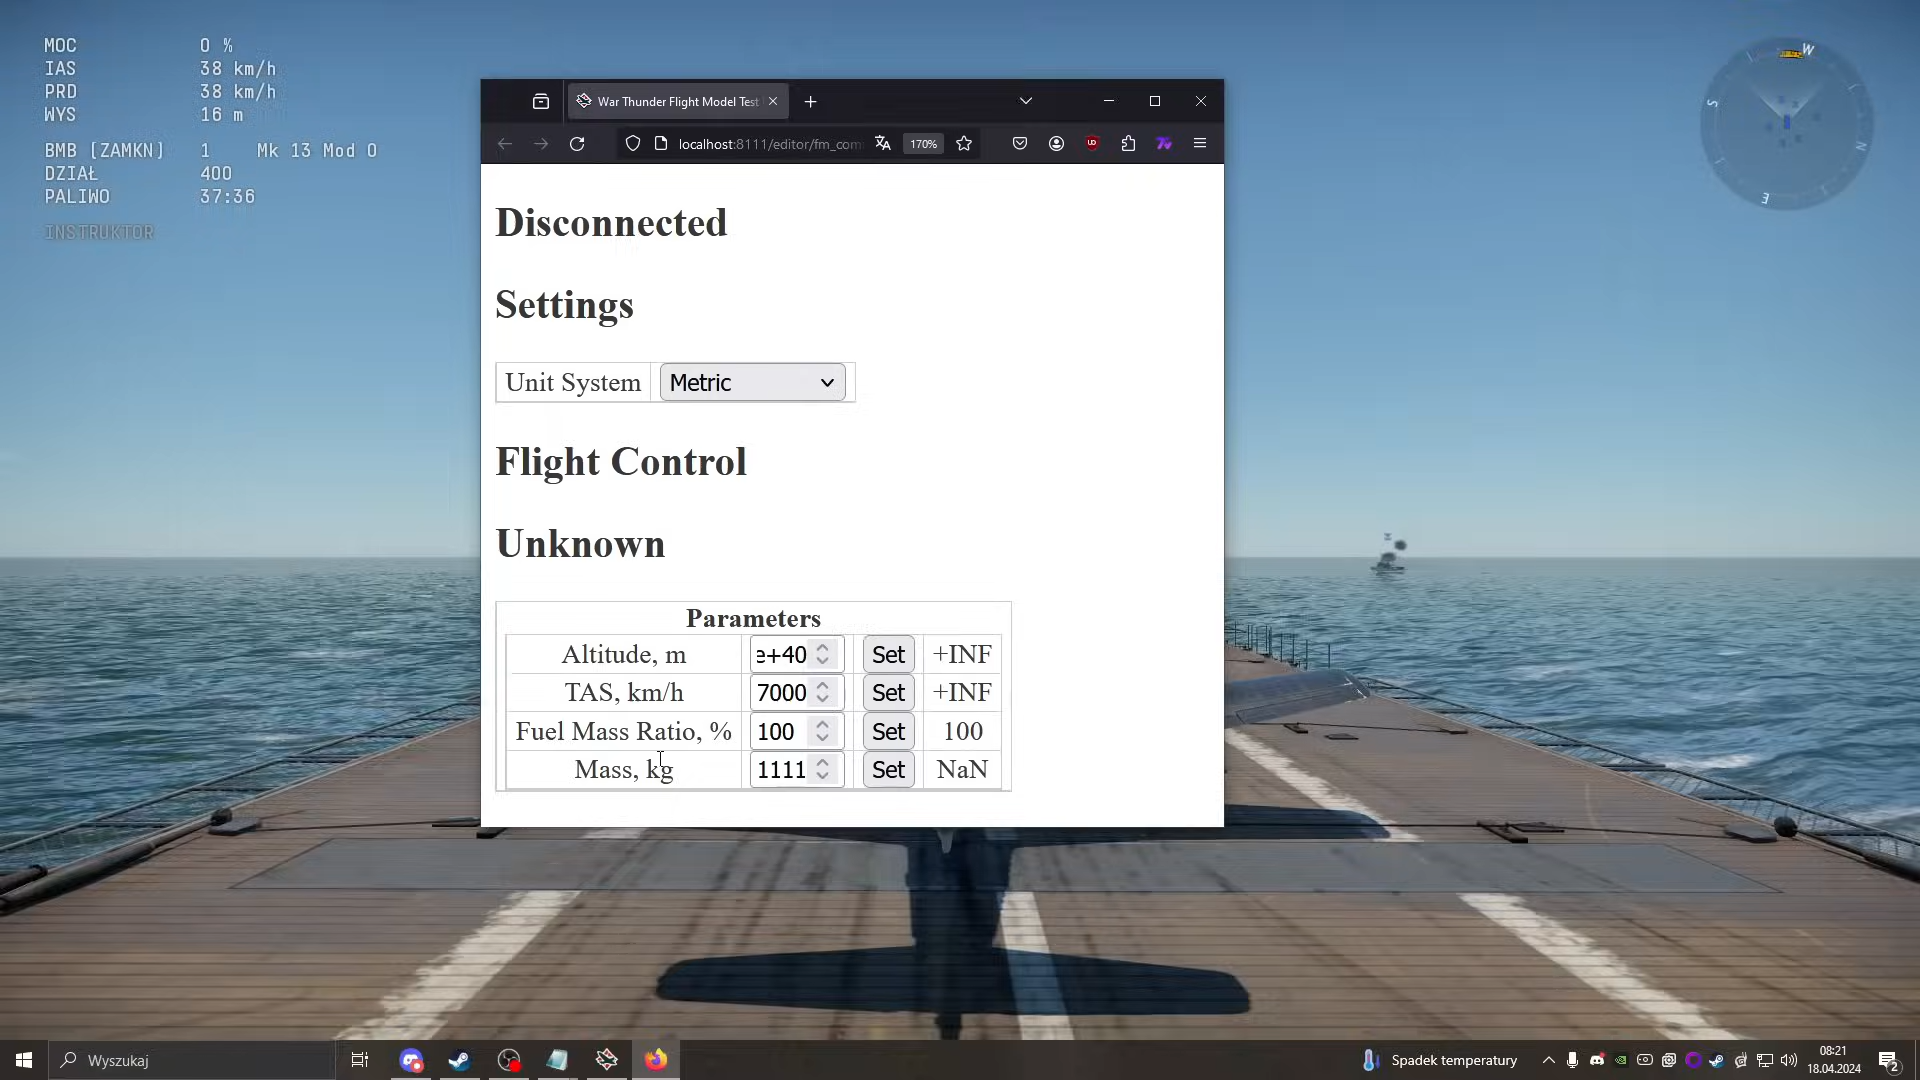 MOC 0 %
IAS 38 km/h
PRD 38 km/h
WYS 16 m
BMB [ZAMKN] 1 Mk 13 Mod 0
DZIAŁ 400
PALIWO 37:36
INSTRUKTOR
W
S
N
E
War Thunder Flight Model Test
localhost:8111/editor/fm_com
170%
Disconnected
Settings
Unit System Metric
Flight Control
Unknown
Parameters
Altitude, m e+40 Set +INF
TAS, km/h 7000 Set +INF
Fuel Mass Ratio, % 100 Set 100
Mass, kg 1111 Set NaN
Wyszukaj
Spadek temperatury
08:21
18.04.2024
2